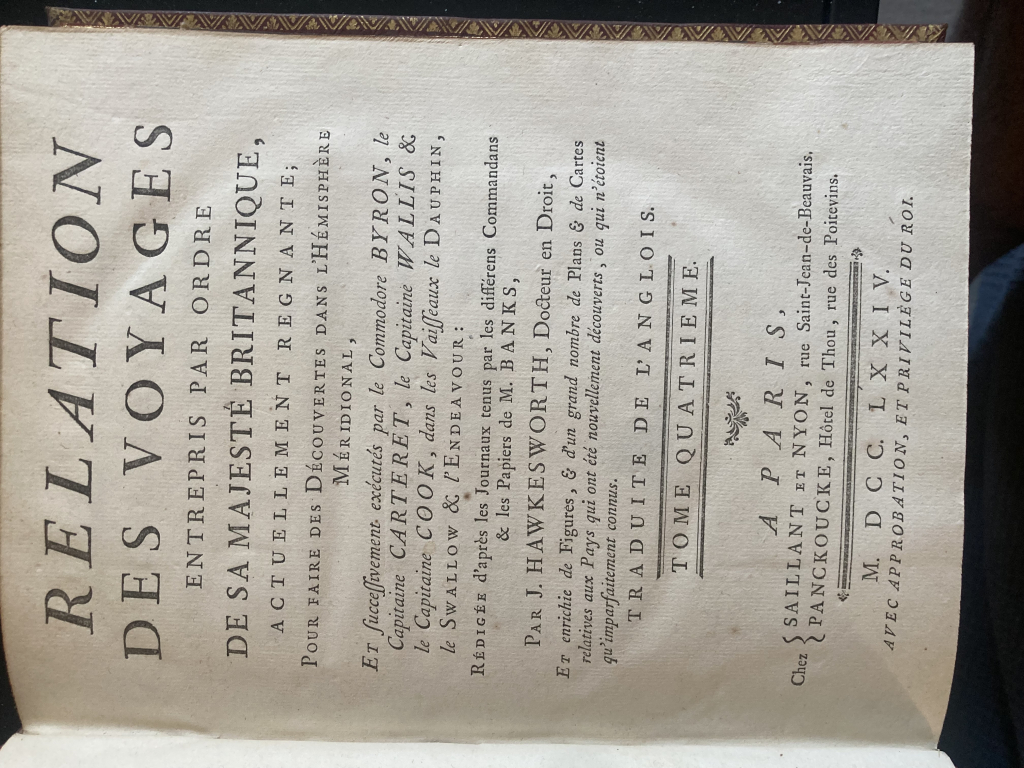 RELATION
DES VOYAGES
ENTREPRIS PAR ORDRE
DE SA MAJESTÉ BRITANNIQUE,
ACTUELLEMENT REGNANTE;
POUR FAIRE DES DÉCOUVERTES DANS L'HÉMISPHÈRE
MÉRIDIONAL,
ET succeſſivement exécutés par le Commodore BYRON, le
Capitaine CARTERET, le Capitaine WALLIS &
le Capitaine COOK, dans les Vaiſſeaux le DAUPHIN,
le SWALLOW & l'ENDEAVOUR:
RÉDIGÉE d'après les Journaux tenus par les différens Commandans
& les Papiers de M. BANKS,
PAR J. HAWKESWORTH, Docteur en Droit,
ET enrichie de Figures, & d'un grand nombre de Plans & de Cartes
relatives aux Pays qui ont été nouvellement découverts, ou qui n'étoient
qu'imparfaitement connus.
TRADUITE DE L'ANGLOIS.
TOME QUATRIEME.
A PARIS,
Chez { SAILLANT ET NYON, rue Saint-Jean-de-Beauvais,
{ PANCKOUCKE, Hôtel de Thou, rue des Poitevins.
M. DCC. LXXIV.
AVEC APPROBATION, ET PRIVILÈGE DU ROI.